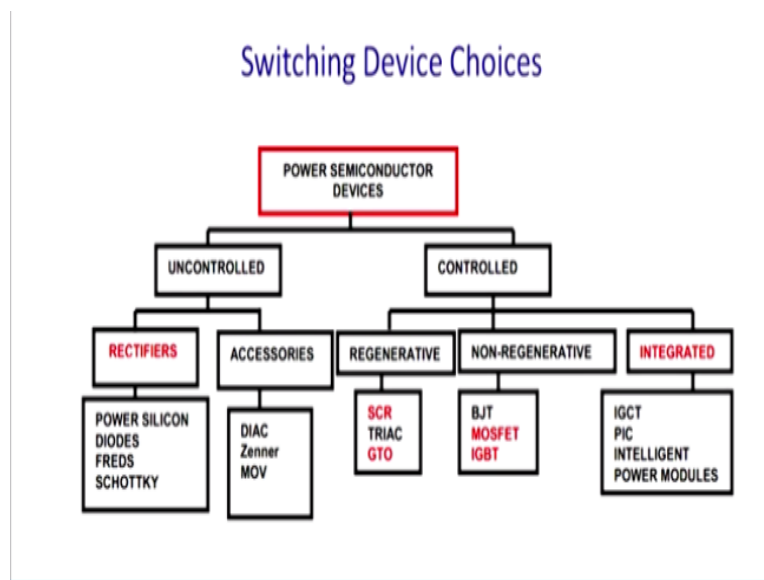 Switching Device Choices
POWER SEMICONDUCTOR
DEVICES
UNCONTROLLED
CONTROLLED
RECTIFIERS
ACCESSORIES
REGENERATIVE
NON-REGENERATIVE
INTEGRATED
POWER SILICON
DIODES
FREDS
SCHOTTKY
DIAC
Zenner
MOV
SCR
TRIAC
GTO
BJT
MOSFET
IGBT
IGCT
PIC
INTELLIGENT
POWER MODULES